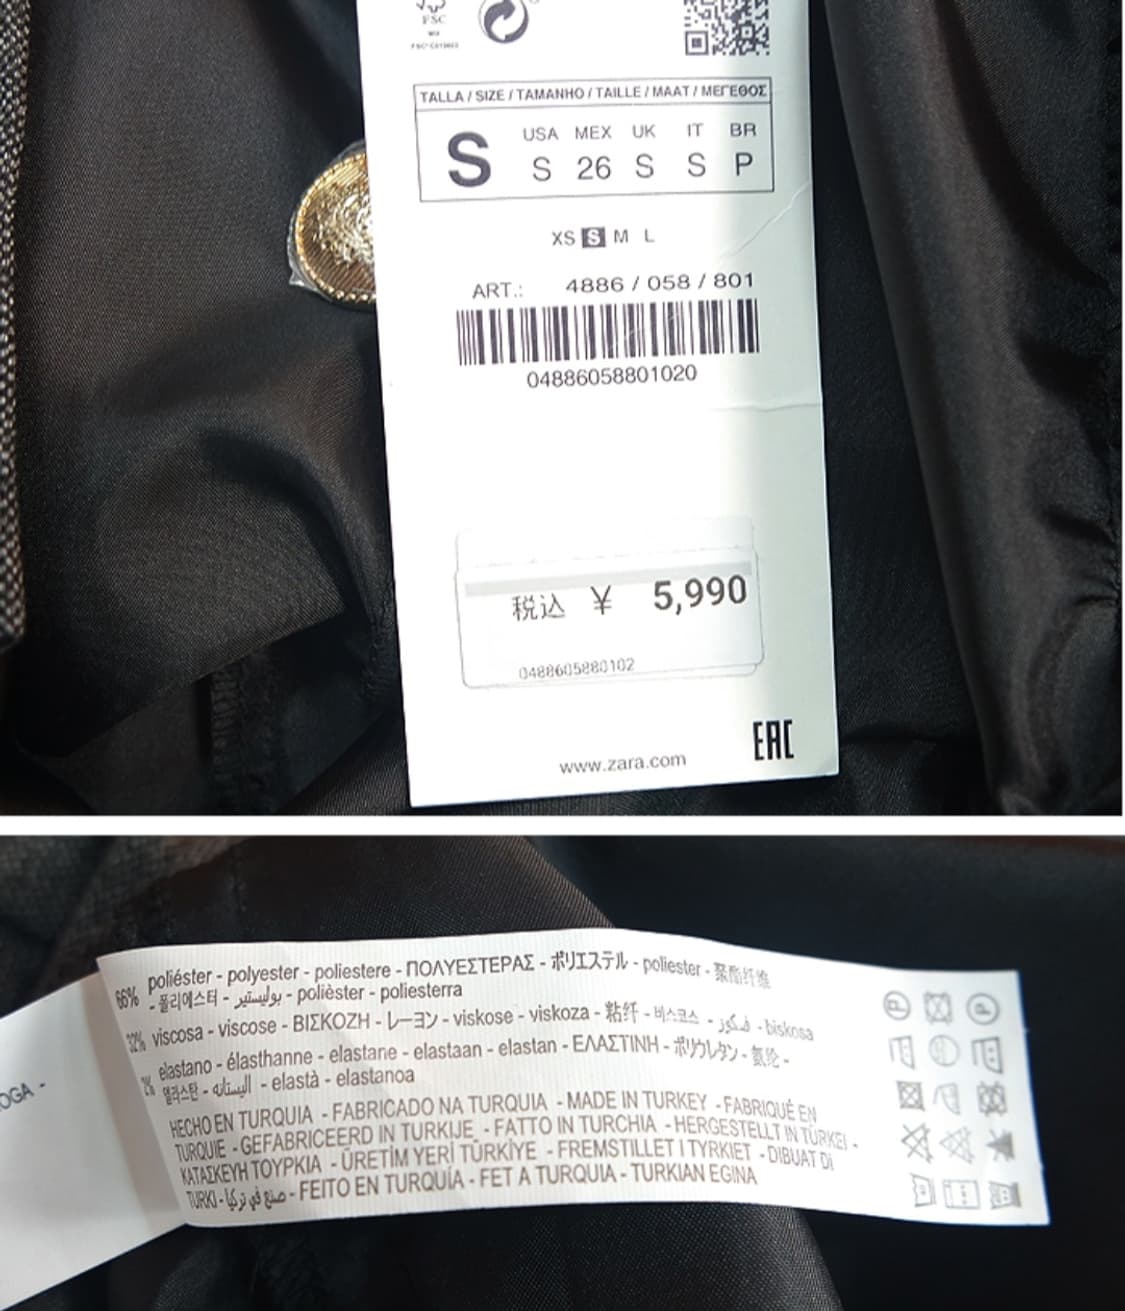 FSC
MIX
TALLA / SIZE / TAMANHO / TAILLE / MAAT / ΜΕΓΕΘΟΣ
S
USA MEX UK IT BR
S 26 S S P
XS S M L
ART.: 4886 / 058 / 801
04886058801020
税込 ¥ 5,990
0488605880102
www.zara.com
EAC
66% poliéster - polyester - poliestere - ΠΟΛΥΕΣΤΕΡΑΣ - ポリエステル - poliester - 聚酯纤维
- 폴리에스터 - بوليستير - polièster - poliesterra
32% viscosa - viscose - ΒΙΣΚΟΖΗ - レーヨン - viskose - viskoza - 粘纤 - 비스코스 - فسكوز - biskosa
2% elastano - élasthanne - elastane - elastaan - elastan - ΕΛΑΣΤΙΝΗ - ポリウレタン - 氨纶 -
엘라스탄 - اليستانه - elastà - elastanoa
HECHO EN TURQUIA - FABRICADO NA TURQUIA - MADE IN TURKEY - FABRIQUÉ EN
TURQUIE - GEFABRICEERD IN TURKIJE - FATTO IN TURCHIA - HERGESTELLT IN TÜRKEI -
ΚΑΤΑΣΚΕΥΗ ΤΟΥΡΚΙΑ - ÜRETİM YERİ TÜRKİYE - FREMSTILLET I TYRKIET - DIBUAT DI
TURKI - صنع في تركيا - FEITO EN TURQUÍA - FET A TURQUIA - TURKIAN EGINA
OGA -